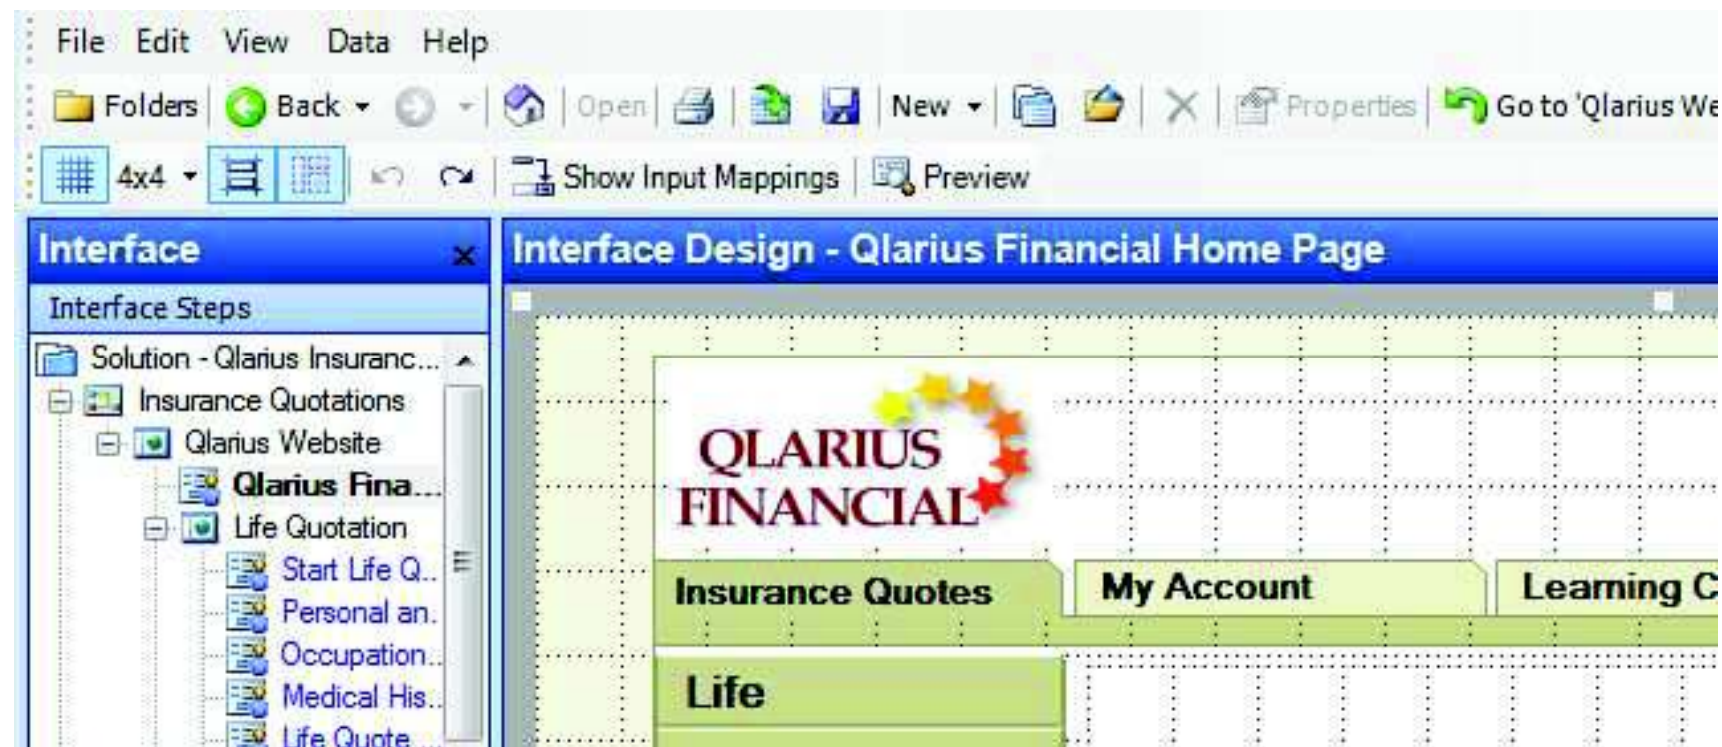 File Edit View Data Help
Folders Back Open New Properties Go to 'Qlarius We
4x4 Show Input Mappings Preview
Interface
Interface Steps
Solution - Qlarius Insuranc...
Insurance Quotations
Qlarius Website
Qlarius Fina...
Life Quotation
Start Life Q..
Personal an.
Occupation..
Medical His..
Life Quote ...
Interface Design - Qlarius Financial Home Page
QLARIUS
FINANCIAL
Insurance Quotes My Account Learning C
Life